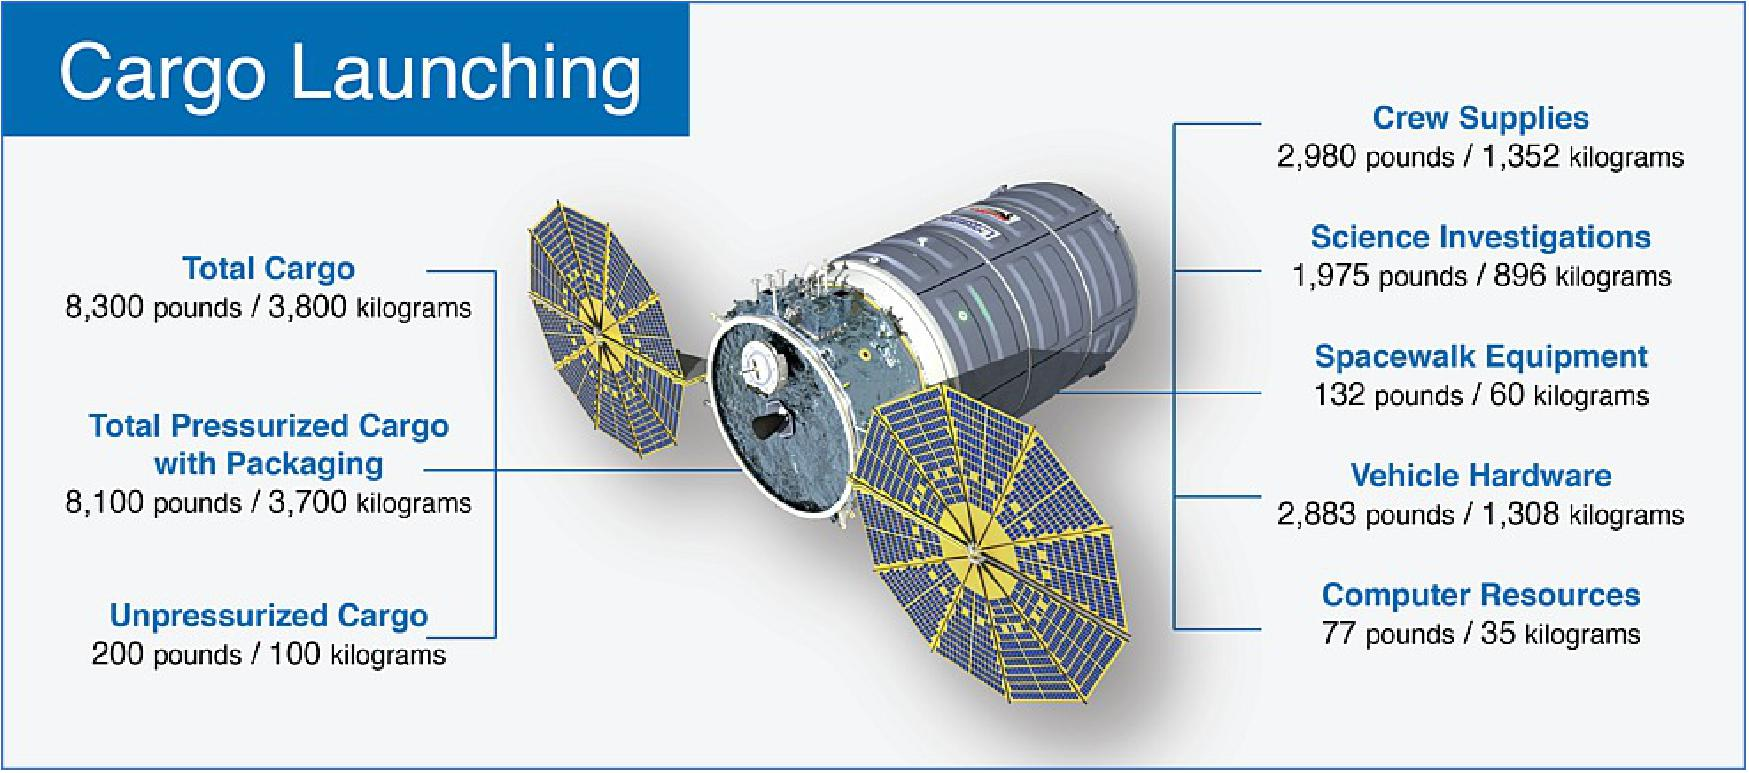 Cargo Launching
Total Cargo
8,300 pounds / 3,800 kilograms
Total Pressurized Cargo
with Packaging
8,100 pounds / 3,700 kilograms
Unpressurized Cargo
200 pounds / 100 kilograms
Crew Supplies
2,980 pounds / 1,352 kilograms
Science Investigations
1,975 pounds / 896 kilograms
Spacewalk Equipment
132 pounds / 60 kilograms
Vehicle Hardware
2,883 pounds / 1,308 kilograms
Computer Resources
77 pounds / 35 kilograms